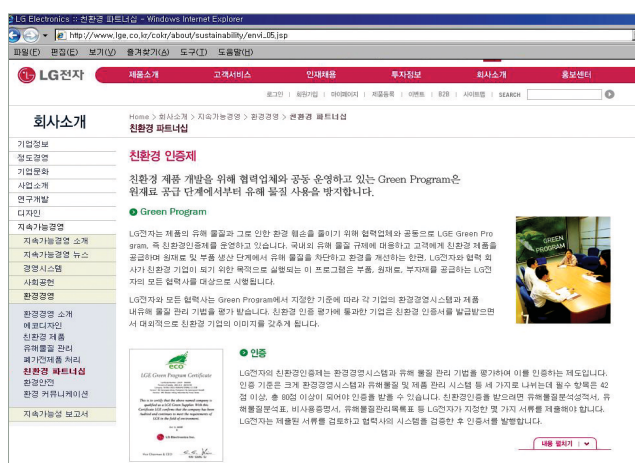 LG Electronics :: 친환경 파트너십 - Windows Internet Explorer
http://www.lge.co.kr/cokr/about/sustainability/envi_05.jsp
파일(F) 편집(E) 보기(V) 즐겨찾기(A) 도구(T) 도움말(H)
LG전자
제품소개 고객서비스 인재채용 투자정보 회사소개 홍보센터
로그인 | 회원가입 | 마이페이지 | 제품등록 | 이벤트 | B2B | 사이트맵 | SEARCH
회사소개
기업정보
정도경영
기업문화
사업소개
연구개발
디자인
지속가능경영
지속가능경영 소개
지속가능경영 뉴스
경영시스템
사회공헌
환경경영
환경경영 소개
에코디자인
친환경 제품
유해물질 관리
폐가전제품 처리
친환경 파트너십
환경안전
환경 커뮤니케이션
지속가능성 보고서
Home > 회사소개 > 지속가능경영 > 환경경영 > 친환경 파트너십
친환경 파트너십
친환경 인증제
친환경 제품 개발을 위해 협력업체와 공동 운영하고 있는 Green Program은
원재료 공급 단계에서부터 유해 물질 사용을 방지합니다.
Green Program
LG전자는 제품의 유해 물질과 그로 인한 환경 훼손을 줄이기 위해 협력업체와 공동으로 LGE Green Pro
gram, 즉 친환경인증제를 운영하고 있습니다. 국내외 유해 물질 규제에 대응하고 고객에게 친환경 제품을
공급하며 원재료 및 부품 생산 단계에서 유해 물질을 차단하고 환경을 개선하는 한편, LG전자와 협력 회
사가 친환경 기업이 되기 위한 목적으로 실행되는 이 프로그램은 부품, 원재료, 부자재를 공급하는 LG전
자의 모든 협력사를 대상으로 시행됩니다.
LG전자와 모든 협력사는 Green Program에서 지정한 기준에 따라 각 기업의 환경경영시스템과 제품
내유해 물질 관리 기법을 평가 받습니다. 친환경 인증 평가에 통과한 기업은 친환경 인증서를 발급받으면
서 대외적으로 친환경 기업의 이미지를 갖추게 됩니다.
GREEN
PROGRAM
eco
LGE Green Program Certificate
This is to certify that the above named company is
qualified as a LGE Green Supplier. With this
LG Electronics Inc.
인증
LG전자의 친환경인증제는 환경경영시스템과 유해 물질 관리 기법을 평가하여 이를 인증하는 제도입니다.
인증 기준은 크게 환경경영시스템과 유해물질 및 제품 관리 시스템 등 세 가지로 나뉘는데 필수 항목은 42
점 이상, 총 80점 이상이 되어야 인증을 받을 수 있습니다. 친환경인증을 받으려면 유해물질분석성적서, 유
해물질분석표, 비사용증명서, 유해물질관리목록표 등 LG전자가 지정한 몇 가지 서류를 제출해야 합니다.
LG전자는 제출된 서류를 검토하고 협력사의 시스템을 검증한 후 인증서를 발행합니다.
내용 펼치기